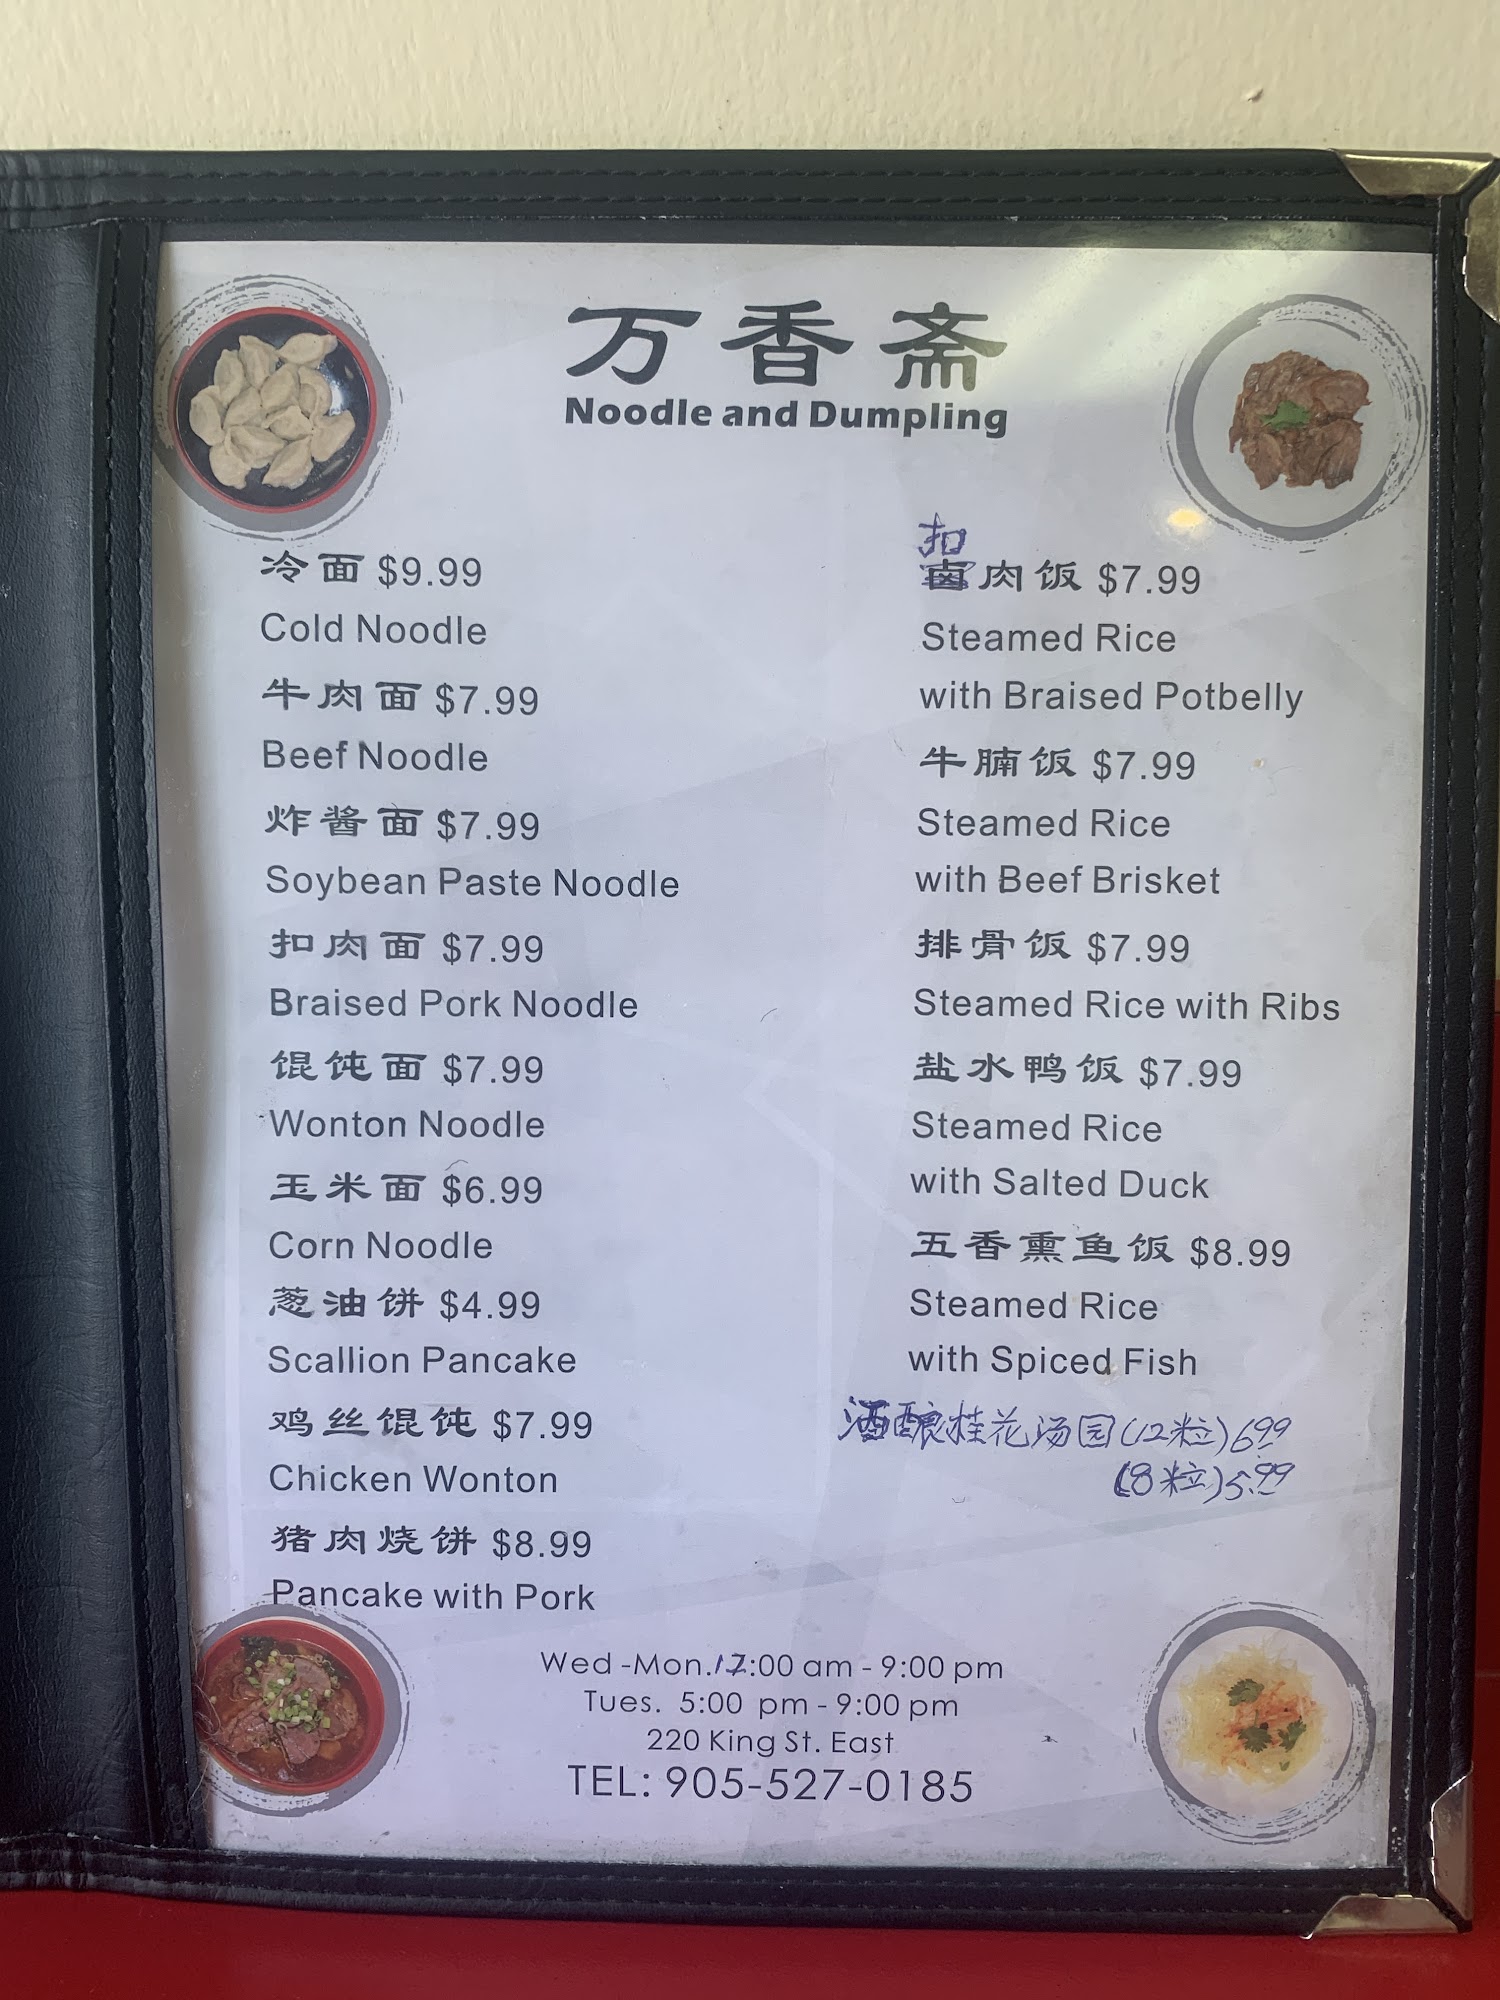 万香斋
Noodle and Dumpling
冷面 $9.99
Cold Noodle
牛肉面 $7.99
Beef Noodle
炸酱面 $7.99
Soybean Paste Noodle
扣肉面 $7.99
Braised Pork Noodle
馄饨面 $7.99
Wonton Noodle
玉米面 $6.99
Corn Noodle
葱油饼 $4.99
Scallion Pancake
鸡丝馄饨 $7.99
Chicken Wonton
猪肉烧饼 $8.99
Pancake with Pork
扣
卤肉饭 $7.99
Steamed Rice
with Braised Potbelly
牛腩饭 $7.99
Steamed Rice
with Beef Brisket
排骨饭 $7.99
Steamed Rice with Ribs
盐水鸭饭 $7.99
Steamed Rice
with Salted Duck
五香熏鱼饭 $8.99
Steamed Rice
with Spiced Fish
酒酿桂花汤园(12粒)6.99
(8粒)5.99
Wed -Mon.12:00 am - 9:00 pm
Tues. 5:00 pm - 9:00 pm
220 King St. East
TEL: 905-527-0185